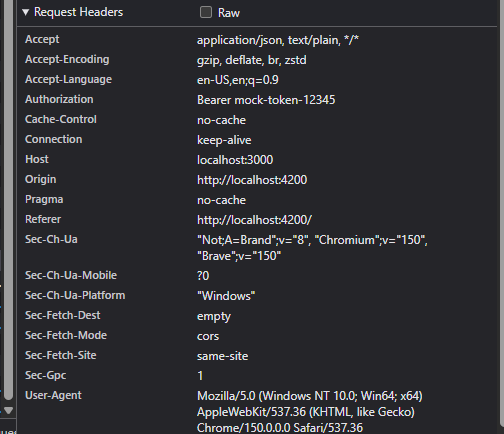 ▼ Request Headers Raw
Accept application/json, text/plain, */*
Accept-Encoding gzip, deflate, br, zstd
Accept-Language en-US,en;q=0.9
Authorization Bearer mock-token-12345
Cache-Control no-cache
Connection keep-alive
Host localhost:3000
Origin http://localhost:4200
Pragma no-cache
Referer http://localhost:4200/
Sec-Ch-Ua "Not;A=Brand";v="8", "Chromium";v="150",
"Brave";v="150"
Sec-Ch-Ua-Mobile ?0
Sec-Ch-Ua-Platform "Windows"
Sec-Fetch-Dest empty
Sec-Fetch-Mode cors
Sec-Fetch-Site same-site
Sec-Gpc 1
User-Agent Mozilla/5.0 (Windows NT 10.0; Win64; x64)
AppleWebKit/537.36 (KHTML, like Gecko)
Chrome/150.0.0.0 Safari/537.36